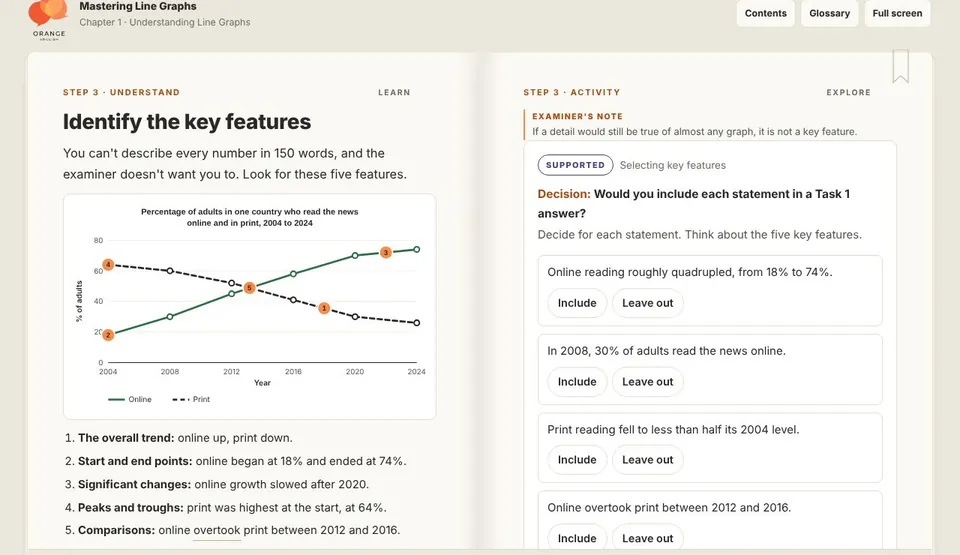 Mastering Line Graphs
Chapter 1 · Understanding Line Graphs
ORANGE
ENGLISH
Contents
Glossary
Full screen
STEP 3 · UNDERSTAND
LEARN
Identify the key features
You can't describe every number in 150 words, and the
examiner doesn't want you to. Look for these five features.
Percentage of adults in one country who read the news
online and in print, 2004 to 2024
% of adults
80
60
40
20
0
4
2
5
1
3
2004
2008
2012
2016
2020
2024
Year
Online
Print
1. The overall trend: online up, print down.
2. Start and end points: online began at 18% and ended at 74%.
3. Significant changes: online growth slowed after 2020.
4. Peaks and troughs: print was highest at the start, at 64%.
5. Comparisons: online overtook print between 2012 and 2016.
STEP 3 · ACTIVITY
EXPLORE
EXAMINER'S NOTE
If a detail would still be true of almost any graph, it is not a key feature.
SUPPORTED
Selecting key features
Decision: Would you include each statement in a Task 1
answer?
Decide for each statement. Think about the five key features.
Online reading roughly quadrupled, from 18% to 74%.
Include
Leave out
In 2008, 30% of adults read the news online.
Include
Leave out
Print reading fell to less than half its 2004 level.
Include
Leave out
Online overtook print between 2012 and 2016.
Include
Leave out